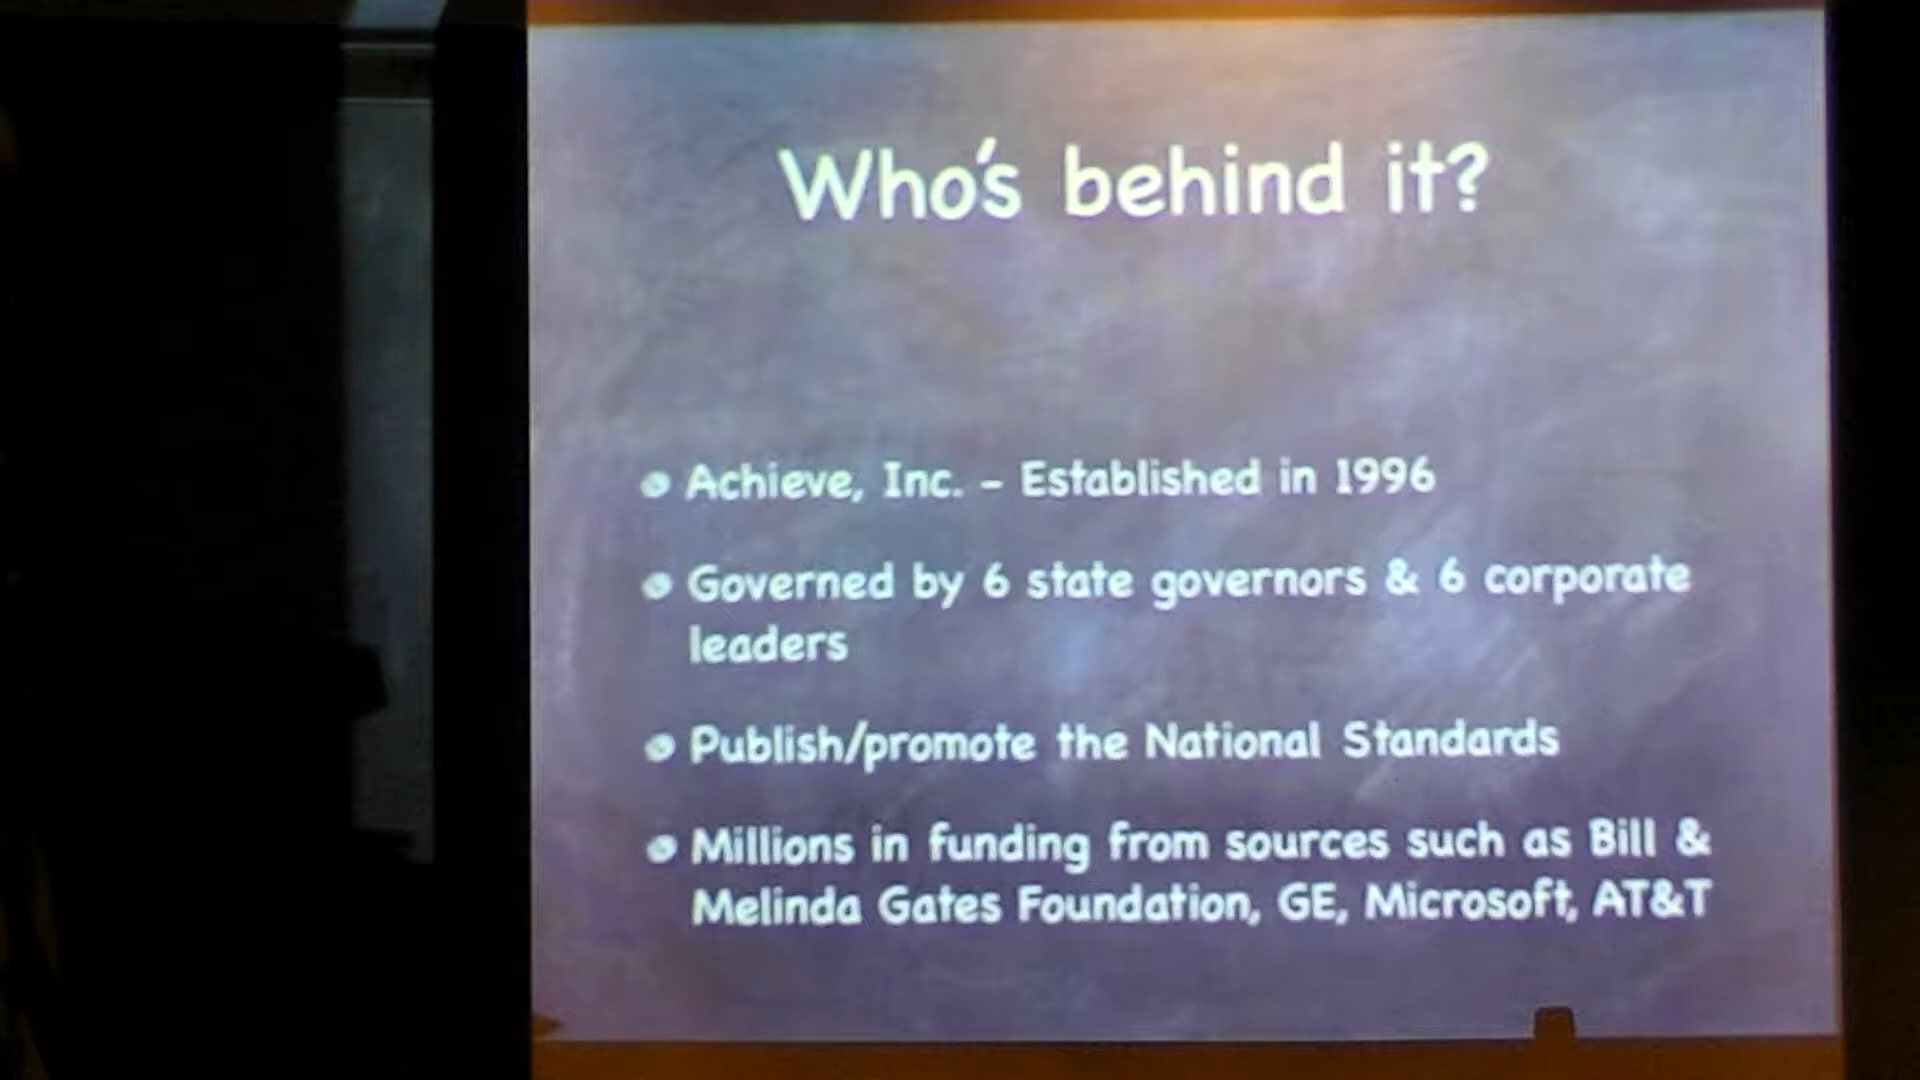 Who's behind it?
Achieve, Inc. - Established in 1996
Governed by 6 state governors & 6 corporate
leaders
Publish/promote the National Standards
Millions in funding from sources such as Bill &
Melinda Gates Foundation, GE, Microsoft, AT&T